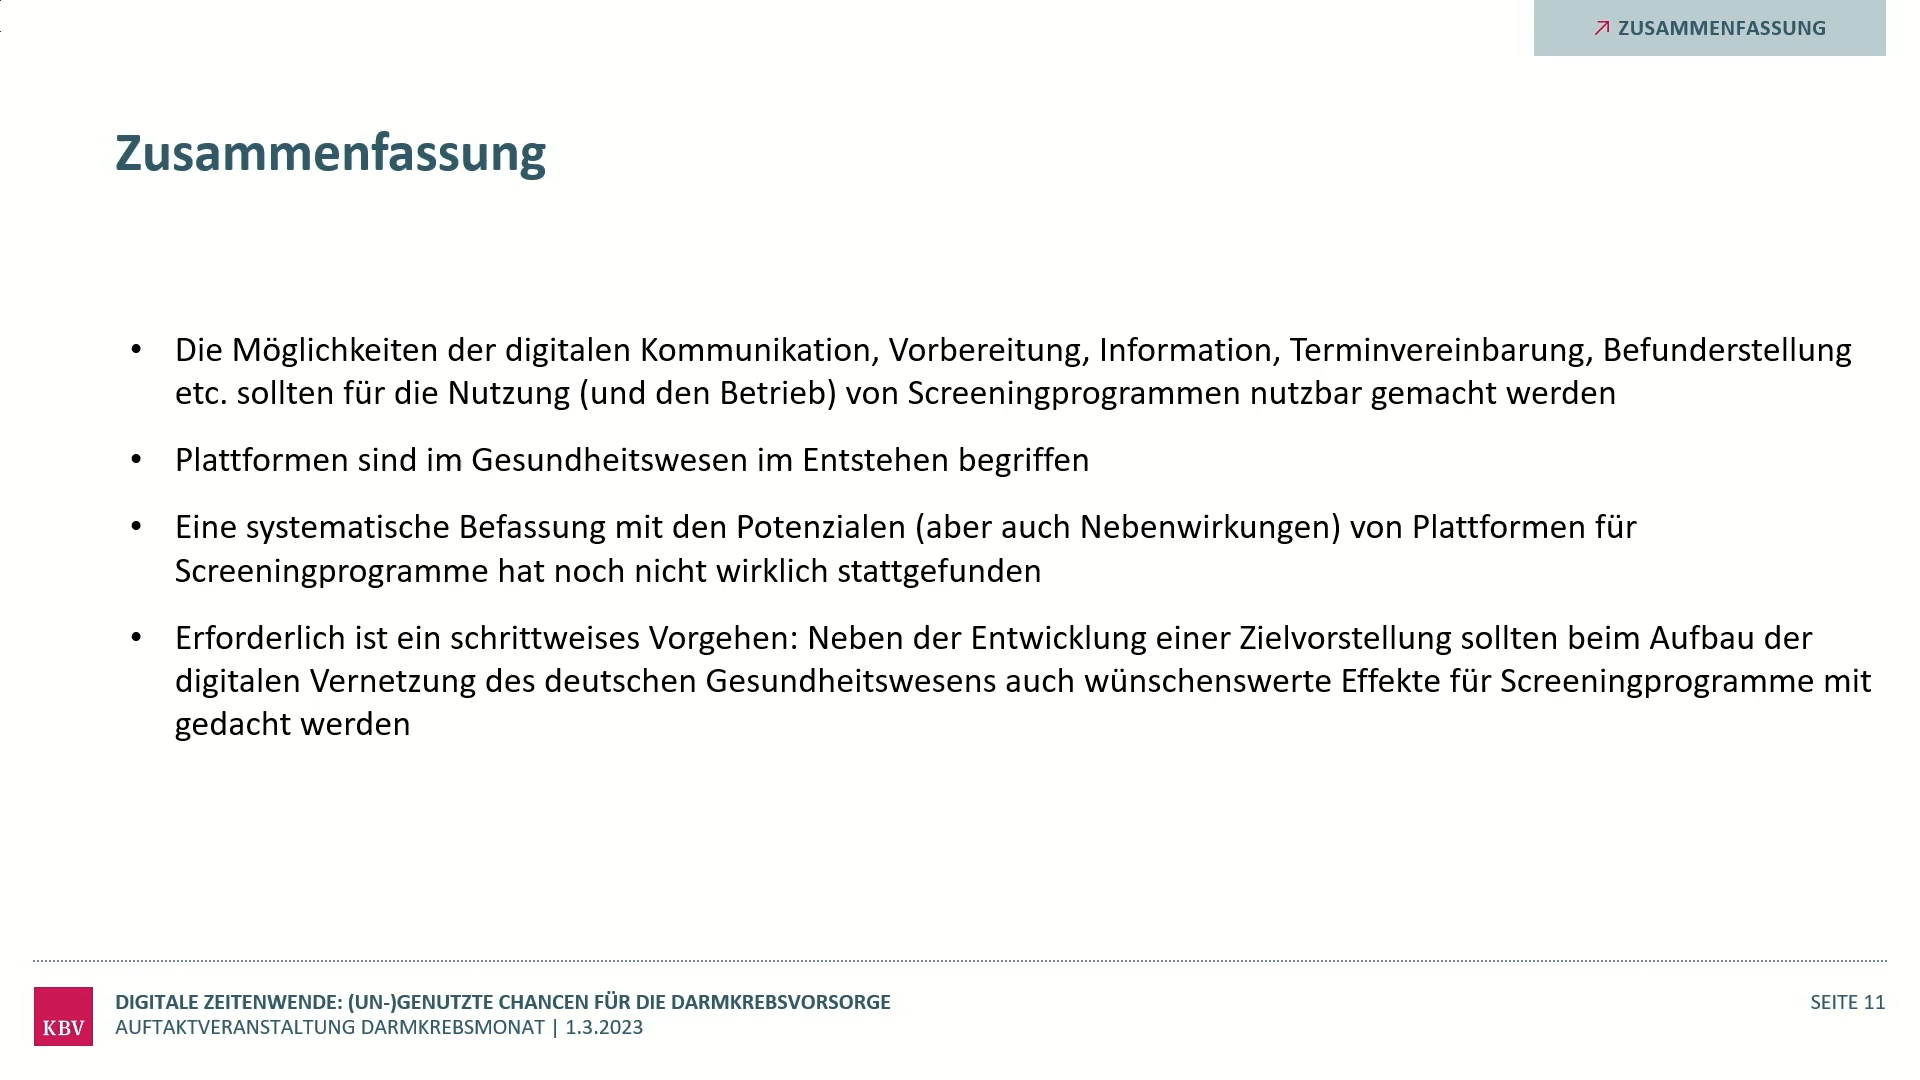 ZUSAMMENFASSUNG
Zusammenfassung
• Die Möglichkeiten der digitalen Kommunikation, Vorbereitung, Information, Terminvereinbarung, Befunderstellung
etc. sollten für die Nutzung (und den Betrieb) von Screeningprogrammen nutzbar gemacht werden
• Plattformen sind im Gesundheitswesen im Entstehen begriffen
• Eine systematische Befassung mit den Potenzialen (aber auch Nebenwirkungen) von Plattformen für
Screeningprogramme hat noch nicht wirklich stattgefunden
• Erforderlich ist ein schrittweises Vorgehen: Neben der Entwicklung einer Zielvorstellung sollten beim Aufbau der
digitalen Vernetzung des deutschen Gesundheitswesens auch wünschenswerte Effekte für Screeningprogramme mit
gedacht werden
KBV
DIGITALE ZEITENWENDE: (UN-)GENUTZTE CHANCEN FÜR DIE DARMKREBSVORSORGE
AUFTAKTVERANSTALTUNG DARMKREBSMONAT | 1.3.2023
SEITE 11